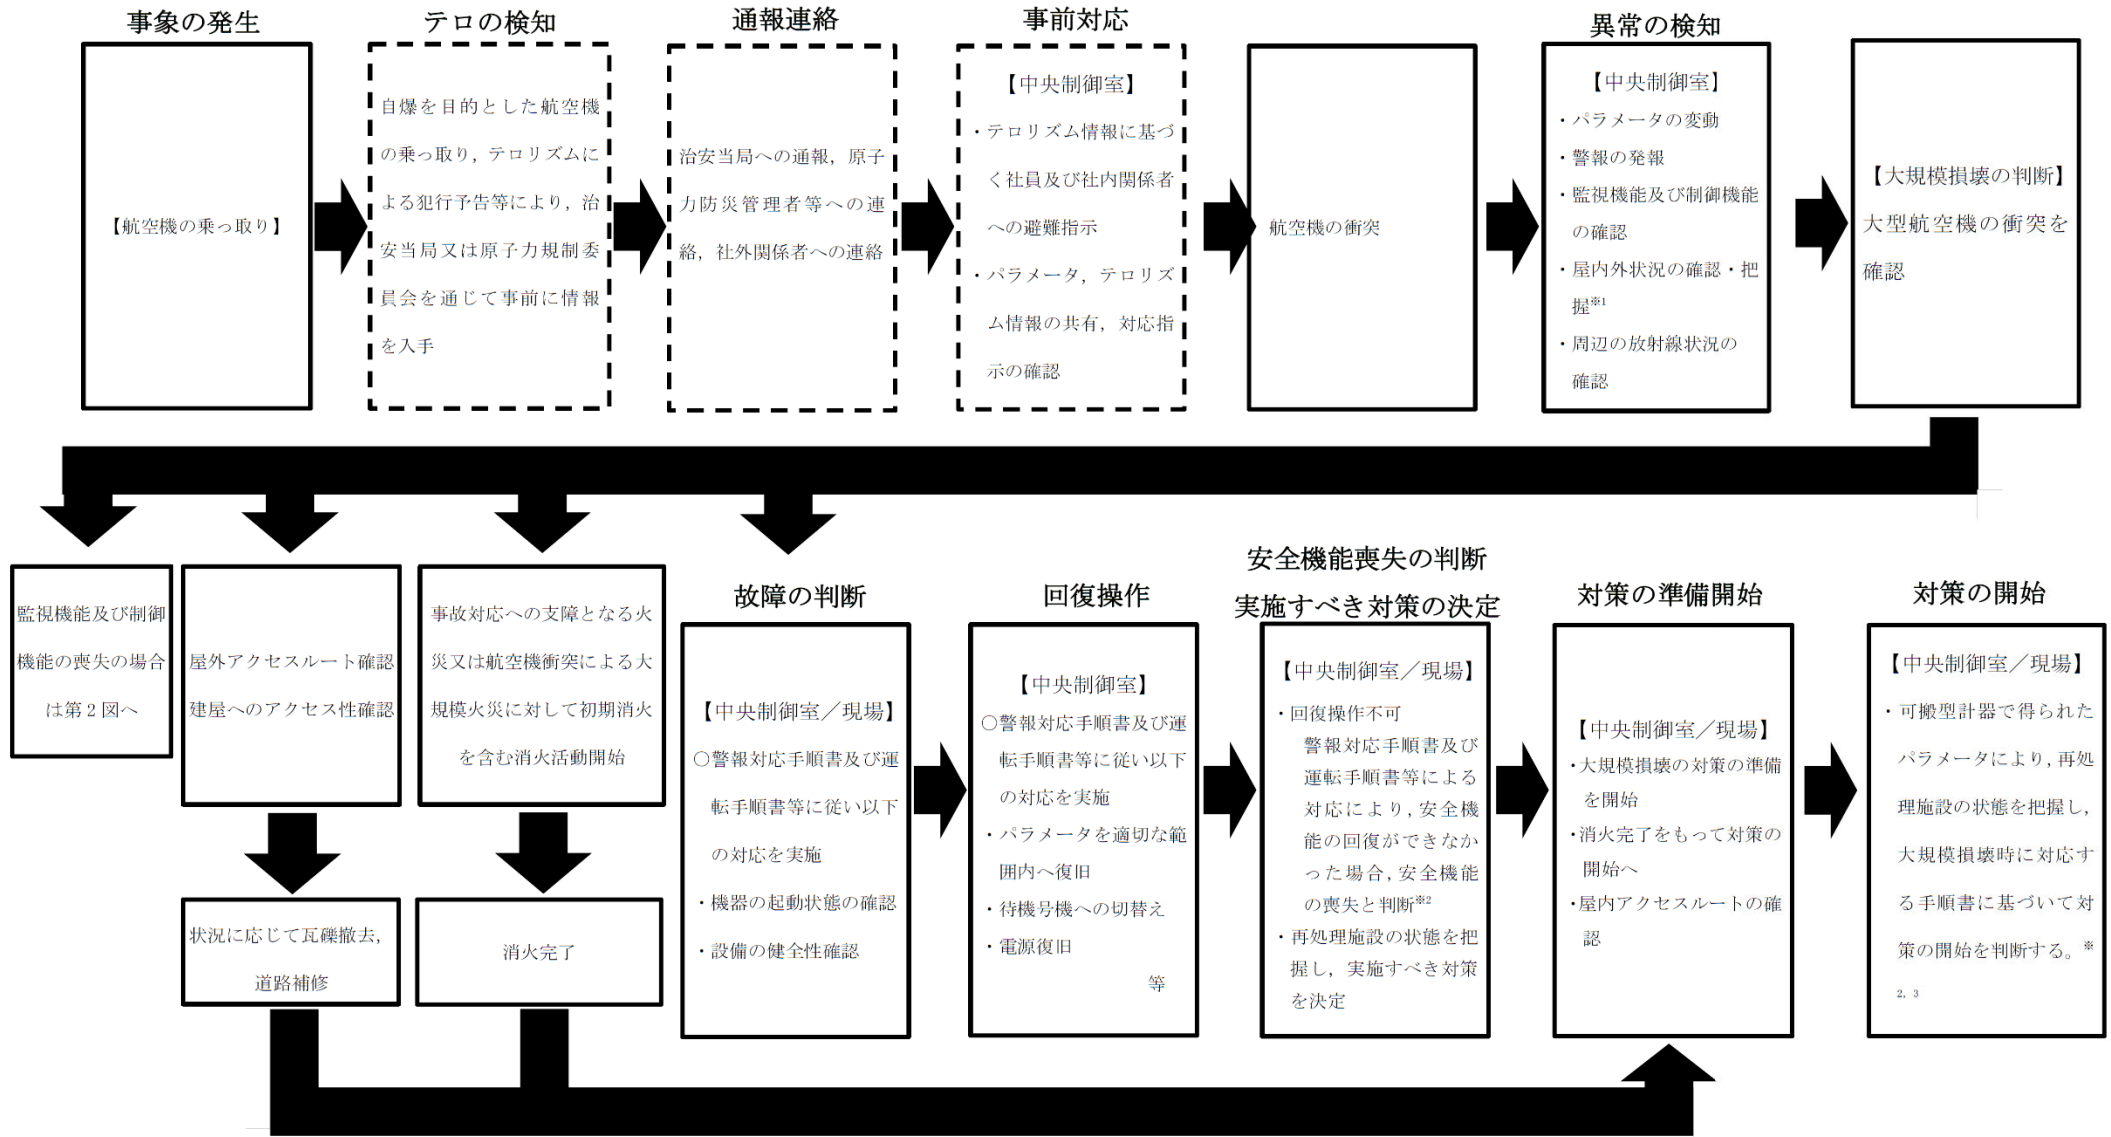 事象の発生
【航空機の乗っ取り】
テロの検知
自爆を目的とした航空機
の乗っ取り，テロリズムに
よる犯行予告等により，治
安当局又は原子力規制委
員会を通じて事前に情報
を入手
通報連絡
治安当局への通報，原子
力防災管理者等への連
絡，社外関係者への連絡
事前対応
【中央制御室】
・テロリズム情報に基づ
く社員及び社内関係者
への避難指示
・パラメータ，テロリズ
ム情報の共有，対応指
示の確認
航空機の衝突
異常の検知
【中央制御室】
・パラメータの変動
・警報の発報
・監視機能及び制御機能
の確認
・屋内外状況の確認・把
握※1
・周辺の放射線状況の
確認
【大規模損壊の判断】
大型航空機の衝突を
確認
監視機能及び制御
機能の喪失の場合
は第２図へ
屋外アクセスルート確認
建屋へのアクセス性確認
状況に応じて瓦礫撤去，
道路補修
事故対応への支障となる火
災又は航空機衝突による大
規模火災に対して初期消火
を含む消火活動開始
消火完了
故障の判断
【中央制御室／現場】
○警報対応手順書及び運
転手順書等に従い以下
の対応を実施
・機器の起動状態の確認
・設備の健全性確認
回復操作
【中央制御室】
○警報対応手順書及び運
転手順書等に従い以下
の対応を実施
・パラメータを適切な範
囲内へ復旧
・待機号機への切替え
・電源復旧
等
安全機能喪失の判断
実施すべき対策の決定
【中央制御室／現場】
・回復操作不可
警報対応手順書及び
運転手順書等による
対応により，安全機
能の回復ができなか
った場合，安全機能
の喪失と判断※2
・再処理施設の状態を把
握し，実施すべき対策
を決定
対策の準備開始
【中央制御室／現場】
・大規模損壊の対策の準備
を開始
・消火完了をもって対策の
開始へ
・屋内アクセスルートの確
認
対策の開始
【中央制御室／現場】
・可搬型計器で得られた
パラメータにより，再処
理施設の状態を把握し，
大規模損壊時に対応す
る手順書に基づいて対
策の開始を判断する。※
2，3